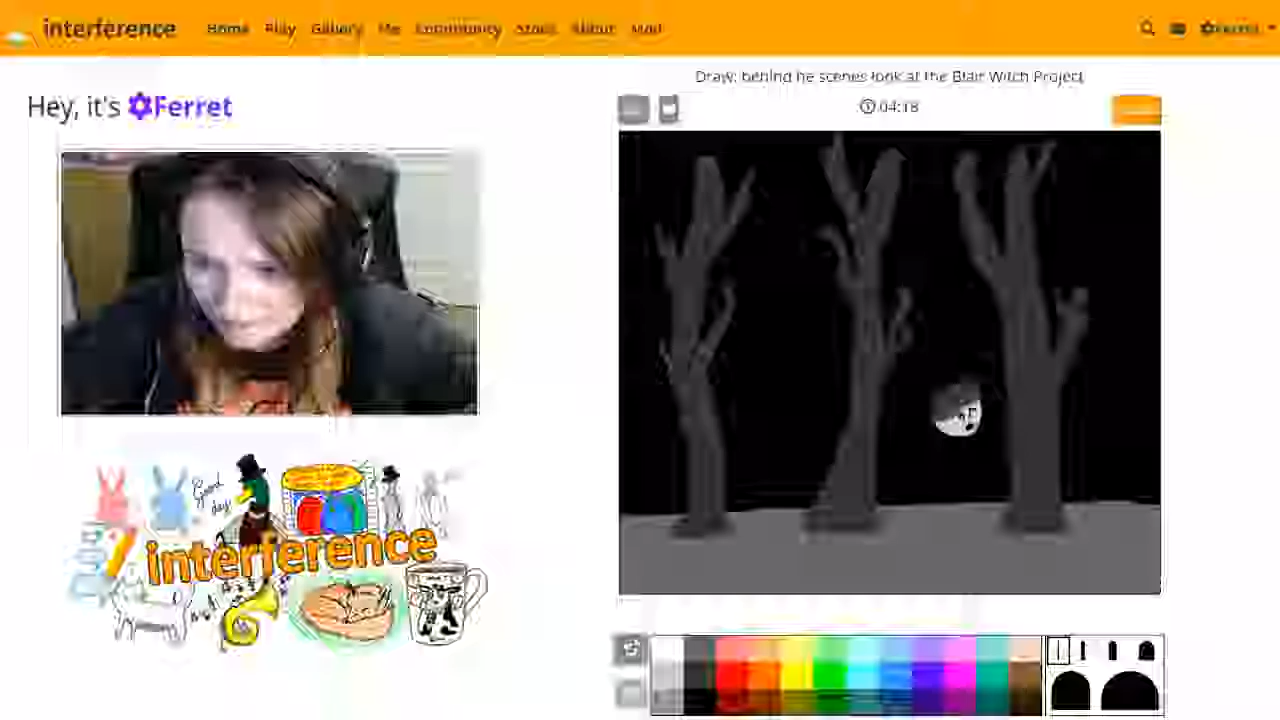 interference
Home Play Gallery Me Community Stats About Mod
Ferret
Draw: behind he scenes look at the Blair Witch Project
Hey, it's Ferret
04:18
Good
day!
interference